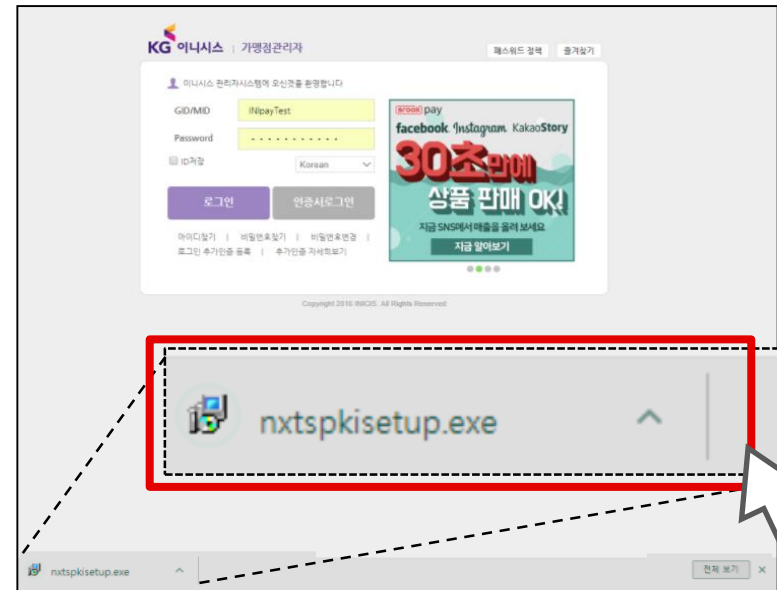 KG 이니시스 | 가맹점관리자
패스워드 정책 즐겨찾기
이니시스 관리자시스템에 오신것을 환영합니다
GID/MID INIpayTest
Password ···········
ID저장 Korean
로그인 인증서로그인
아이디찾기 | 비밀번호찾기 | 비밀번호변경 |
로그인 추가인증 등록 | 추가인증 자세히보기
pay
facebook Instagram KakaoStory
30초만에
상품 판매 OK!
지금 SNS에서 매출을 올려 보세요
지금 알아보기
Copyright 2016 INICIS. All Rights Reserved
nxtspkisetup.exe
nxtspkisetup.exe
전체 보기 ×